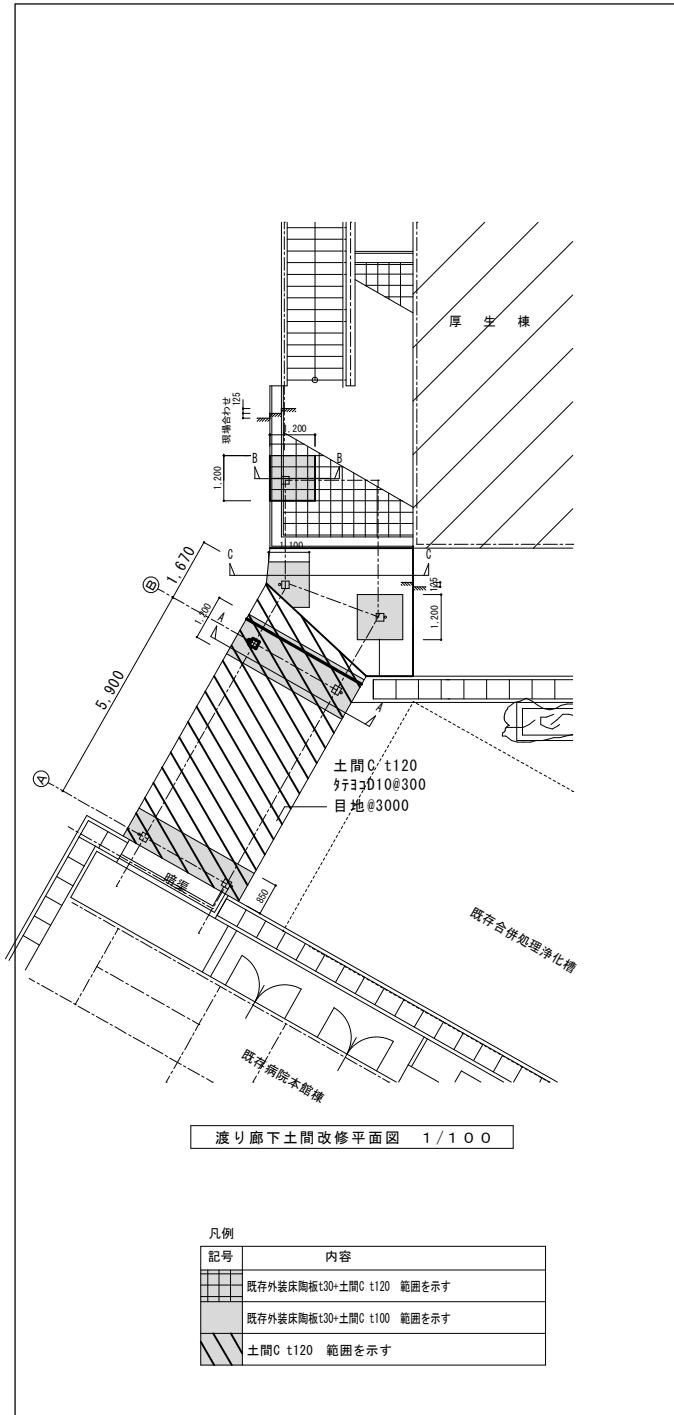 厚 生 棟
現場合わせ
125
1.200
B
B
1.200
1.100
C
C
125
1.200
1.670
B
1.200
A
A
5.900
A
土間C t120
ﾀﾃﾖｺD10@300
目地@3000
暗渠
850
既存合併処理浄化槽
既存病院本館棟
渡り廊下土間改修平面図 1/100
凡例
記号 内容
既存外装床陶板t30+土間C t120 範囲を示す
既存外装床陶板t30+土間C t100 範囲を示す
土間C t120 範囲を示す